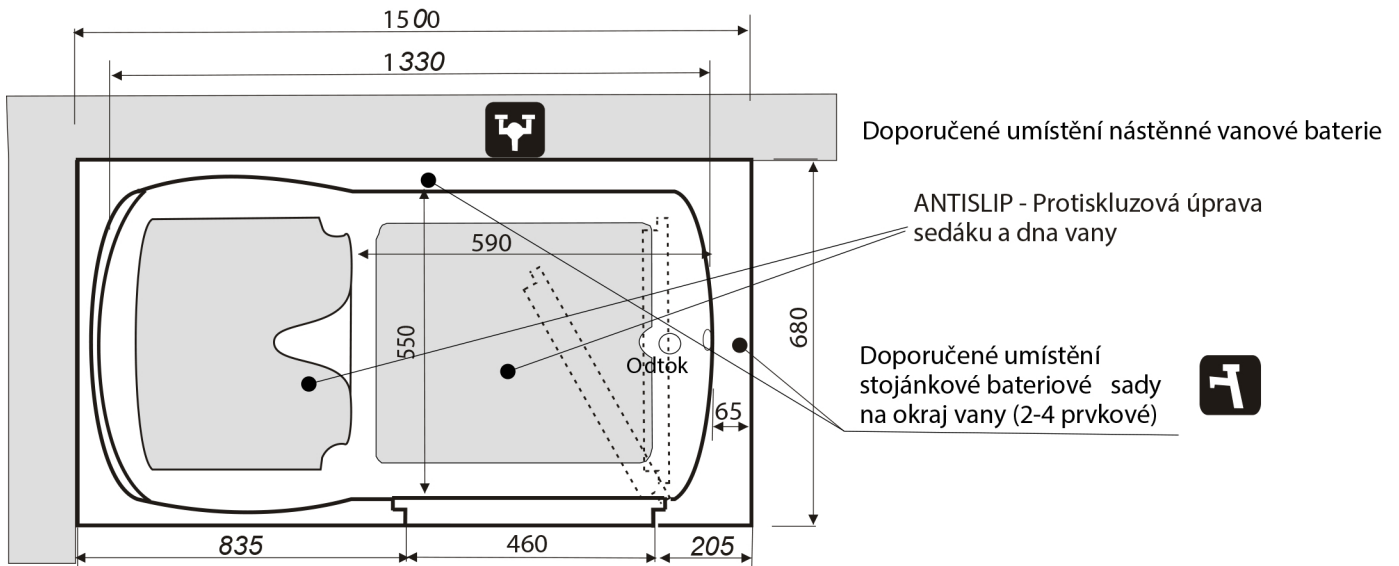 1500
1330
Doporučené umístění nástěnné vanové baterie
ANTISLIP - Protiskluzová úprava
sedáku a dna vany
590
550
680
Odtok
Doporučené umístění
stojánkové bateriové sady
na okraj vany (2-4 prvkové)
65
835
460
205